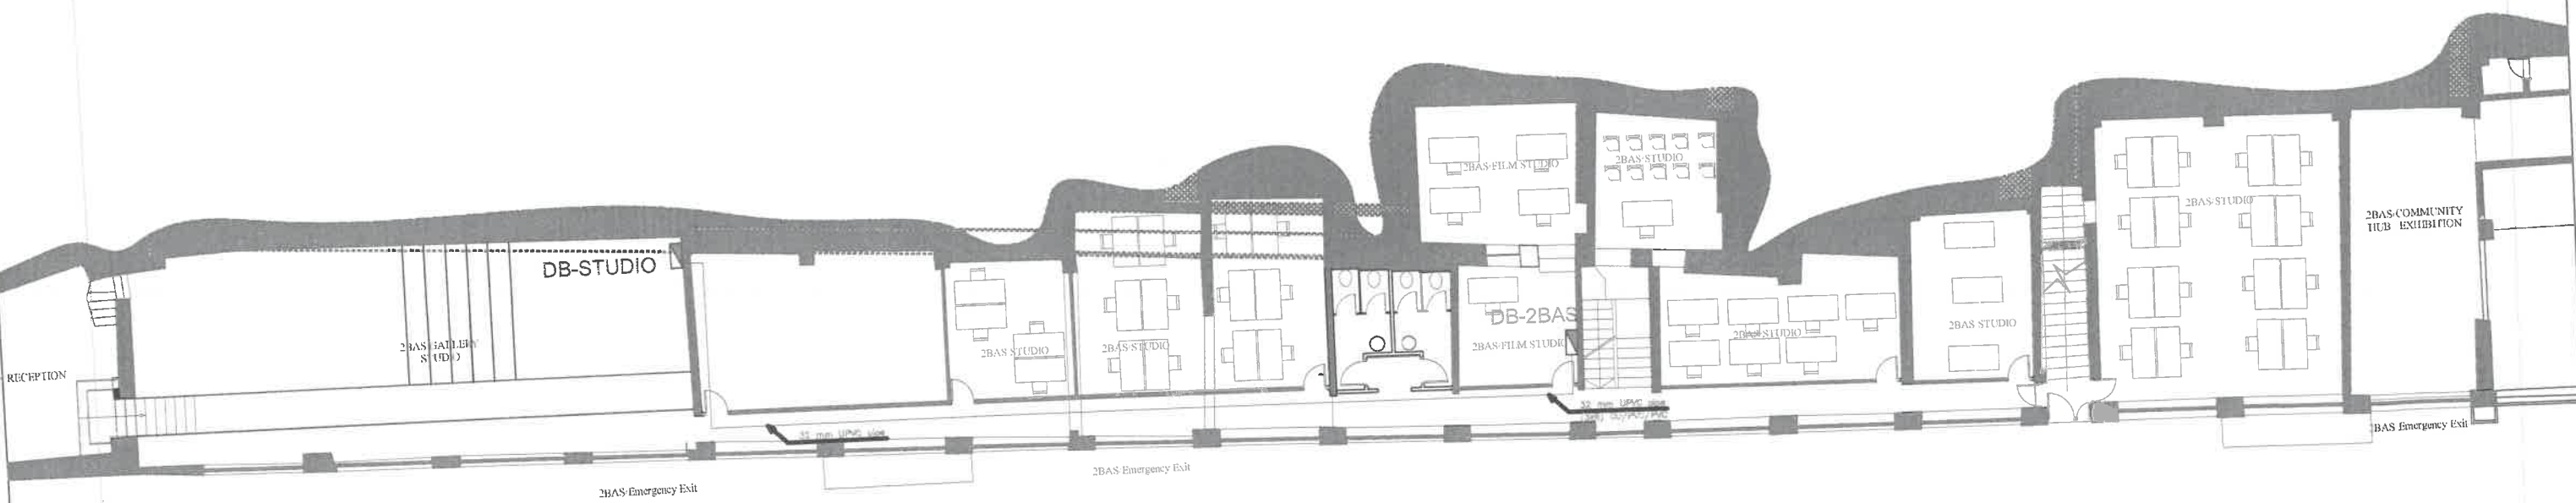 RECEPTION
2BAS GALLERY
STUDIO
DB-STUDIO
2BAS STUDIO
2BAS STUDIO
2BAS FILM STUDIO
2BAS STUDIO
DB-2BAS
2BAS FILM STUDIO
2BAS STUDIO
2BAS STUDIO
2BAS STUDIO
2BAS COMMUNITY
HUB EXHIBITION
32 mm UPVC pipe
32 mm UPVC pipe
2BAS Emergency Exit
2BAS Emergency Exit
2BAS Emergency Exit